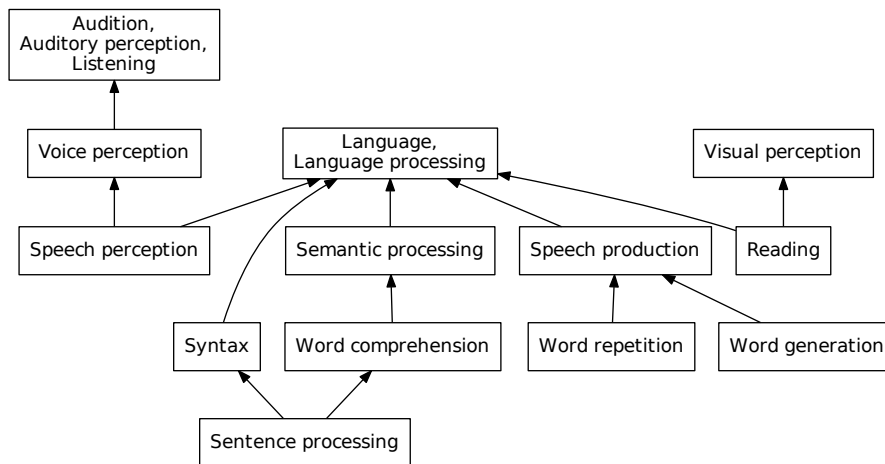 Audition,
Auditory perception,
Listening
Voice perception
Language,
Language processing
Visual perception
Speech perception
Semantic processing
Speech production
Reading
Syntax
Word comprehension
Word repetition
Word generation
Sentence processing